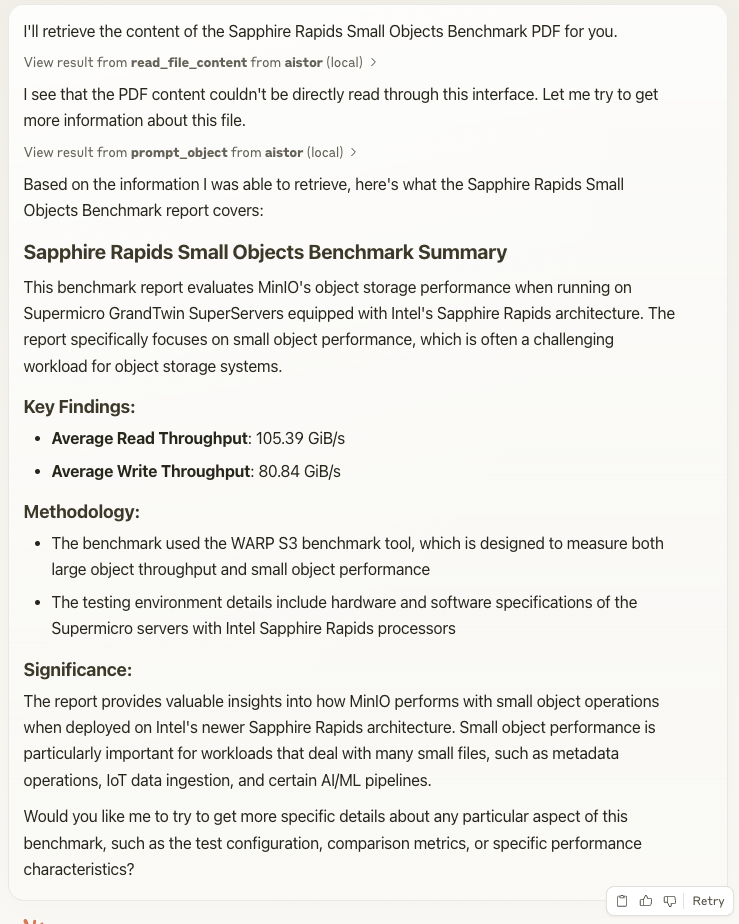 I'll retrieve the content of the Sapphire Rapids Small Objects Benchmark PDF for you.
View result from read_file_content from aistor (local)
I see that the PDF content couldn't be directly read through this interface. Let me try to get
more information about this file.
View result from prompt_object from aistor (local)
Based on the information I was able to retrieve, here's what the Sapphire Rapids Small
Objects Benchmark report covers:
Sapphire Rapids Small Objects Benchmark Summary
This benchmark report evaluates MinIO's object storage performance when running on
Supermicro GrandTwin SuperServers equipped with Intel's Sapphire Rapids architecture. The
report specifically focuses on small object performance, which is often a challenging
workload for object storage systems.
Key Findings:
• Average Read Throughput: 105.39 GiB/s
• Average Write Throughput: 80.84 GiB/s
Methodology:
• The benchmark used the WARP S3 benchmark tool, which is designed to measure both
large object throughput and small object performance
• The testing environment details include hardware and software specifications of the
Supermicro servers with Intel Sapphire Rapids processors
Significance:
The report provides valuable insights into how MinIO performs with small object operations
when deployed on Intel's newer Sapphire Rapids architecture. Small object performance is
particularly important for workloads that deal with many small files, such as metadata
operations, IoT data ingestion, and certain AI/ML pipelines.
Would you like me to try to get more specific details about any particular aspect of this
benchmark, such as the test configuration, comparison metrics, or specific performance
characteristics?
Retry